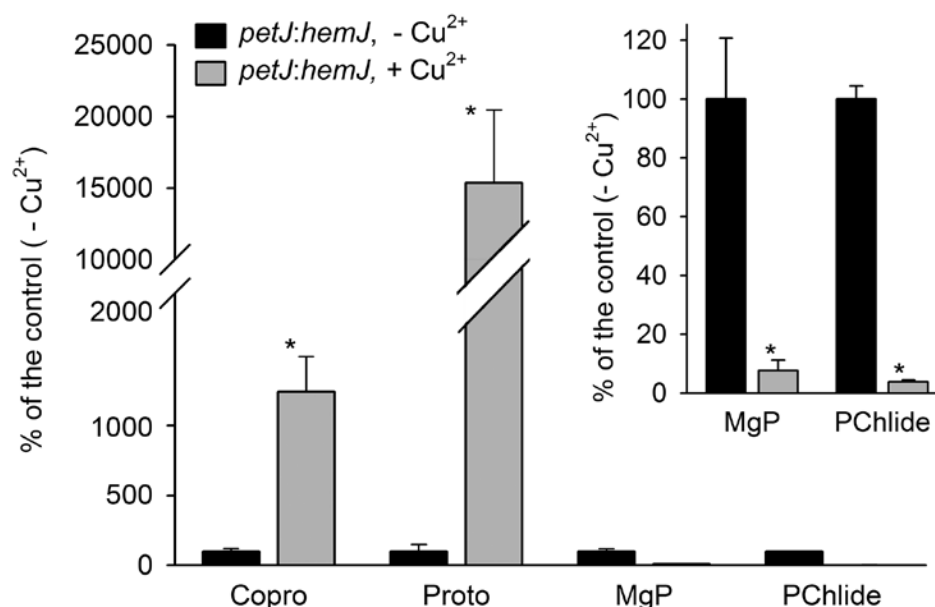 petJ:hemJ, - Cu²⁺
petJ:hemJ, + Cu²⁺
% of the control ( - Cu²⁺)
25000
20000
15000
10000
2000
1000
500
0
*
*
Copro
Proto
MgP
PChlide
% of the control (- Cu²⁺)
120
100
80
60
40
20
0
*
*
MgP
PChlide